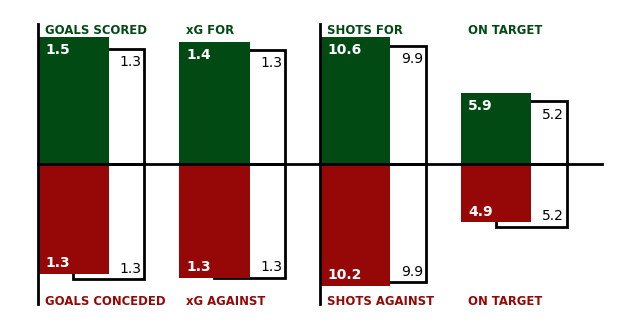 GOALS SCORED xG FOR SHOTS FOR ON TARGET
1.5 1.3 1.4 1.3 10.6 9.9 5.9 5.2
1.3 1.3 1.3 1.3 10.2 9.9 4.9 5.2
GOALS CONCEDED xG AGAINST SHOTS AGAINST ON TARGET